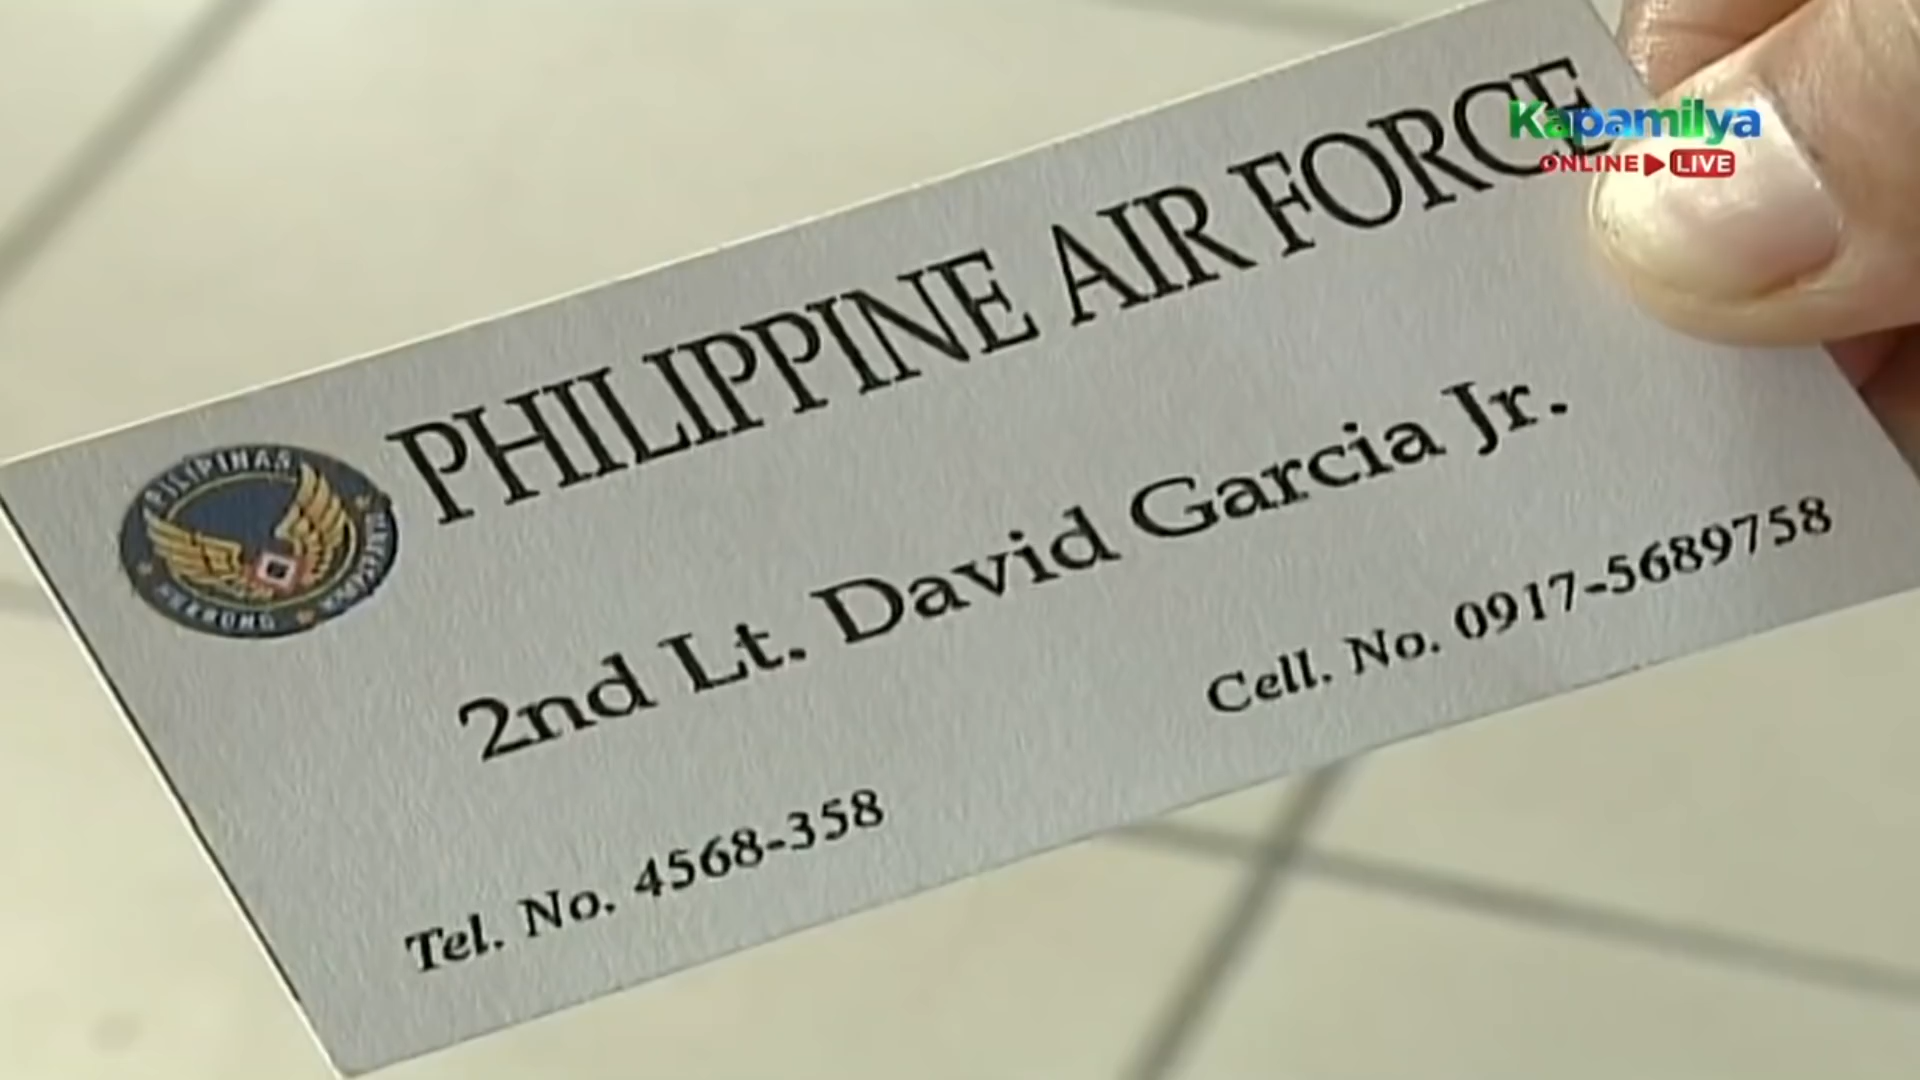 Kapamilya
ONLINE LIVE
PHILIPPINE AIR FORCE
PILIPINAS
2nd Lt. David Garcia Jr.
Cell. No. 0917-5689758
Tel. No. 4568-358